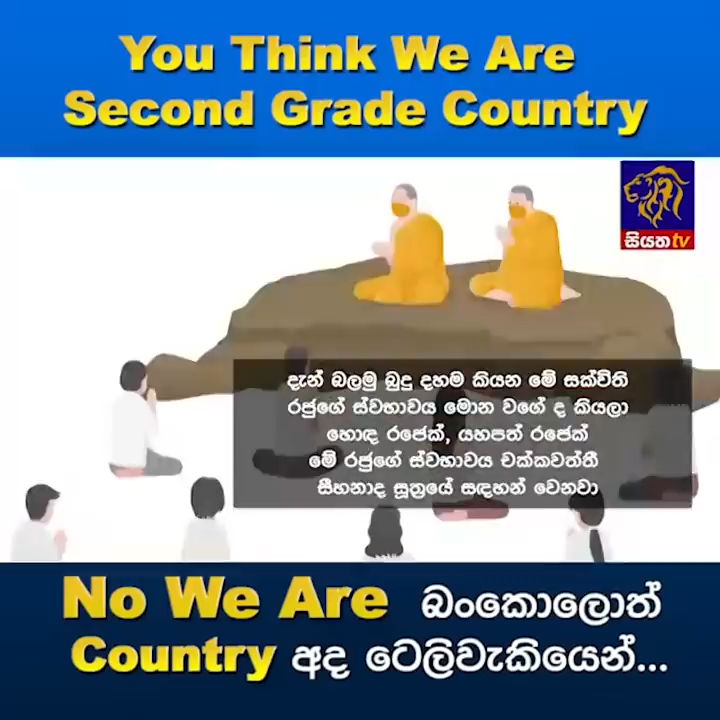 You Think We Are
Second Grade Country
සියත tv
දැන් බලමු බුදු දහම කියන මේ සක්විති
රජුගේ ස්වභාවය මොන වගේ ද කියලා
හොඳ රජෙක්, යහපත් රජෙක්
මේ රජුගේ ස්වභාවය චක්කවත්තී
සීහනාද සූත්‍රයේ සඳහන් වෙනවා
No We Are බංකොලොත්
Country අද ටෙලිවැකියෙන්...